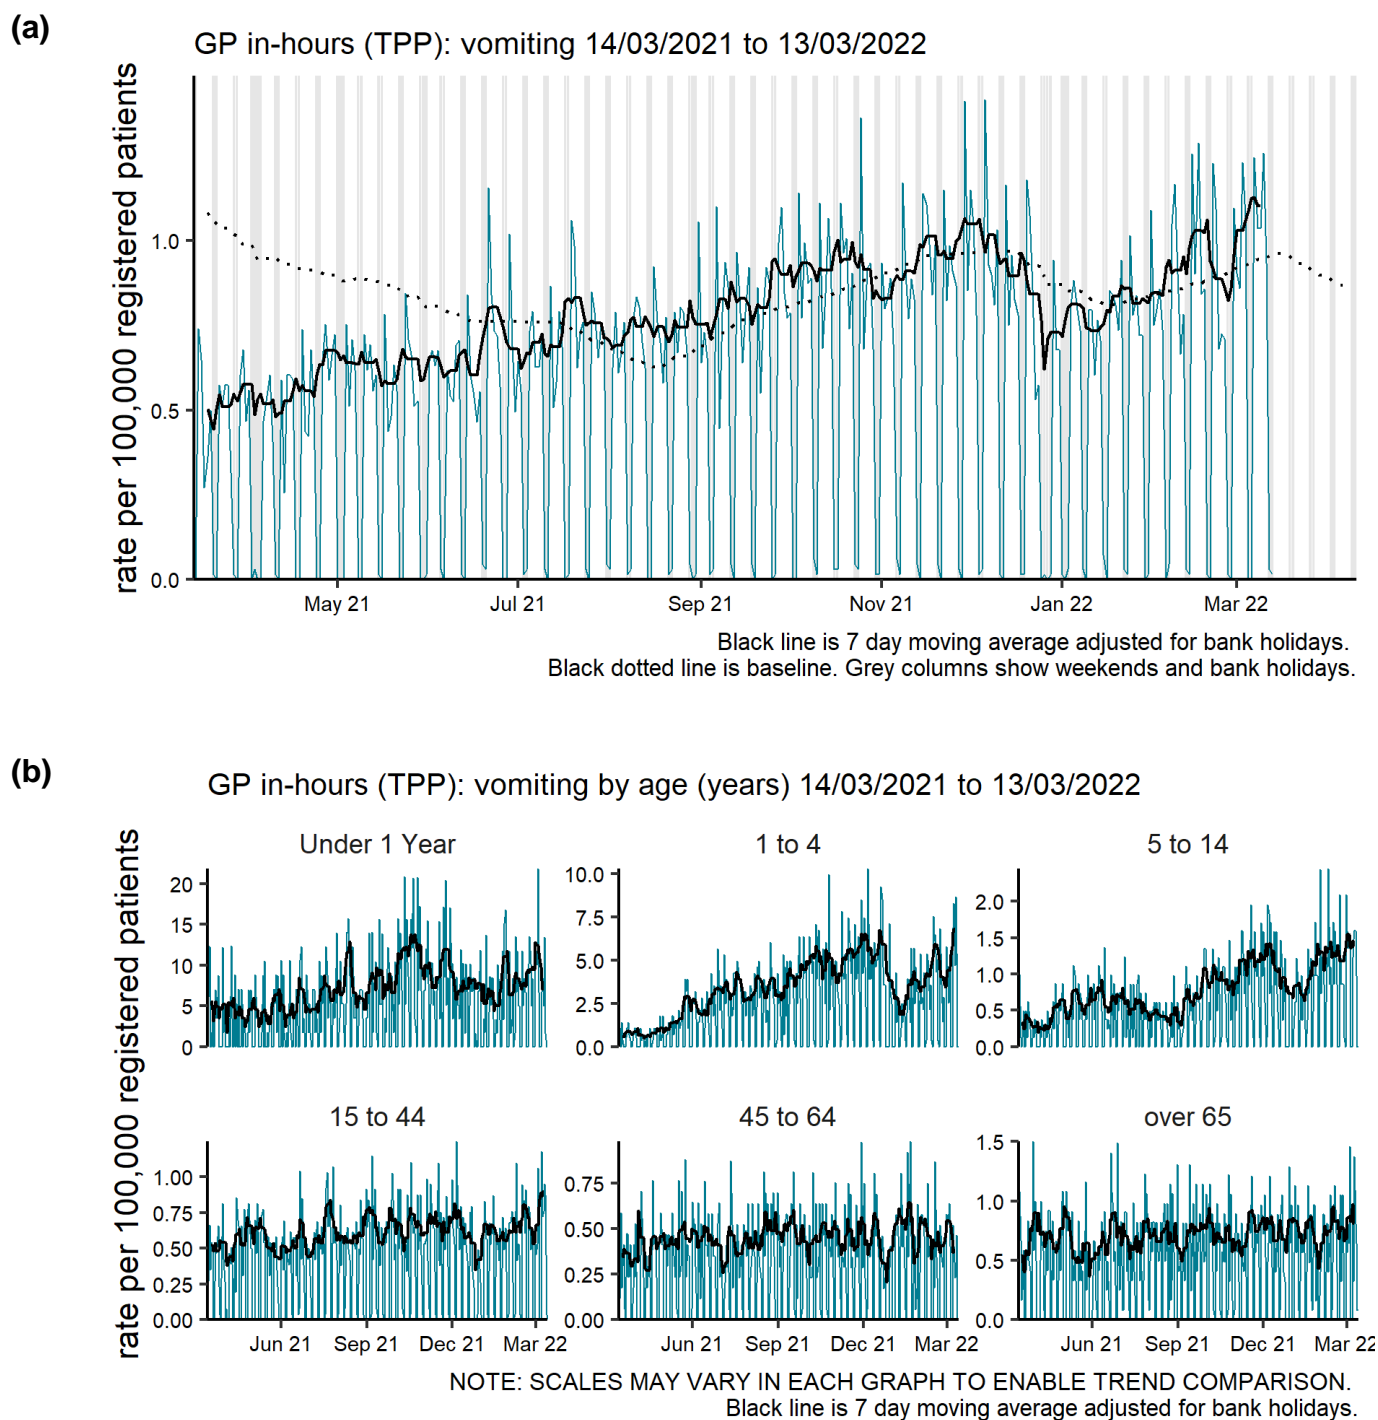 (a)
GP in-hours (TPP): vomiting 14/03/2021 to 13/03/2022
rate per 100,000 registered patients
1.0
0.5
0.0
May 21 Jul 21 Sep 21 Nov 21 Jan 22 Mar 22
Black line is 7 day moving average adjusted for bank holidays.
Black dotted line is baseline. Grey columns show weekends and bank holidays.
(b)
GP in-hours (TPP): vomiting by age (years) 14/03/2021 to 13/03/2022
rate per 100,000 registered patients
Under 1 Year
20
15
10
5
0
1 to 4
10.0
7.5
5.0
2.5
0.0
5 to 14
2.0
1.5
1.0
0.5
0.0
15 to 44
1.00
0.75
0.50
0.25
0.00
Jun 21 Sep 21 Dec 21 Mar 22
45 to 64
0.75
0.50
0.25
0.00
Jun 21 Sep 21 Dec 21 Mar 22
over 65
1.5
1.0
0.5
0.0
Jun 21 Sep 21 Dec 21 Mar 22
NOTE: SCALES MAY VARY IN EACH GRAPH TO ENABLE TREND COMPARISON.
Black line is 7 day moving average adjusted for bank holidays.